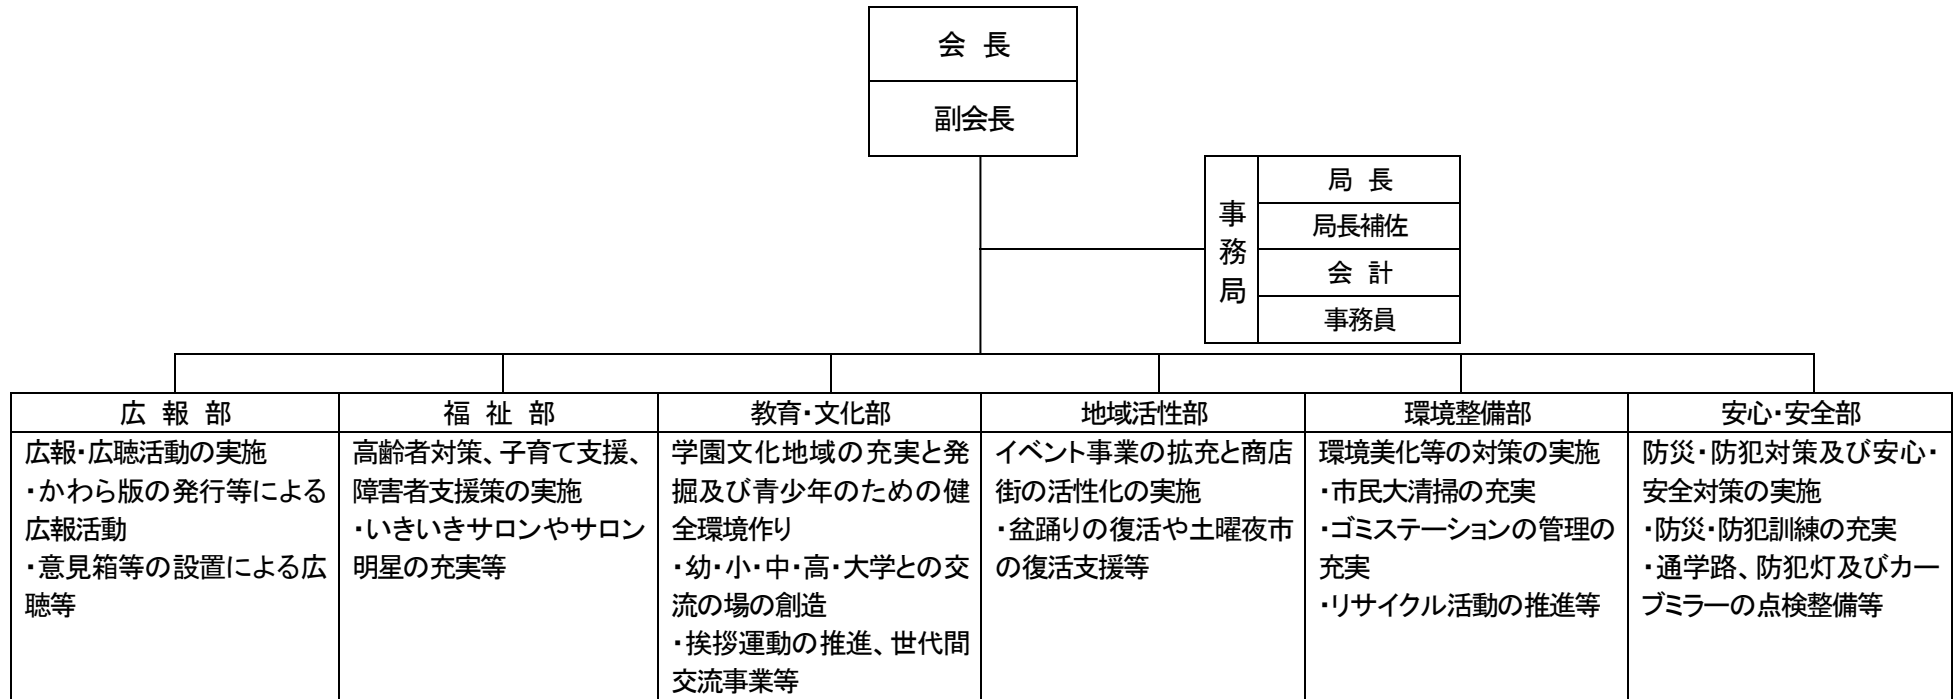 会 長
副会長
事務局
局 長
局長補佐
会 計
事務員
広 報 部
広報・広聴活動の実施
・かわら版の発行等による
広報活動
・意見箱等の設置による広
聴等
福 祉 部
高齢者対策、子育て支援、
障害者支援策の実施
・いきいきサロンやサロン
明星の充実等
教育・文化部
学園文化地域の充実と発
掘及び青少年のための健
全環境作り
・幼・小・中・高・大学との交
流の場の創造
・挨拶運動の推進、世代間
交流事業等
地域活性部
イベント事業の拡充と商店
街の活性化の実施
・盆踊りの復活や土曜夜市
の復活支援等
環境整備部
環境美化等の対策の実施
・市民大清掃の充実
・ゴミステーションの管理の
充実
・リサイクル活動の推進等
安心・安全部
防災・防犯対策及び安心・
安全対策の実施
・防災・防犯訓練の充実
・通学路、防犯灯及びカー
ブミラーの点検整備等